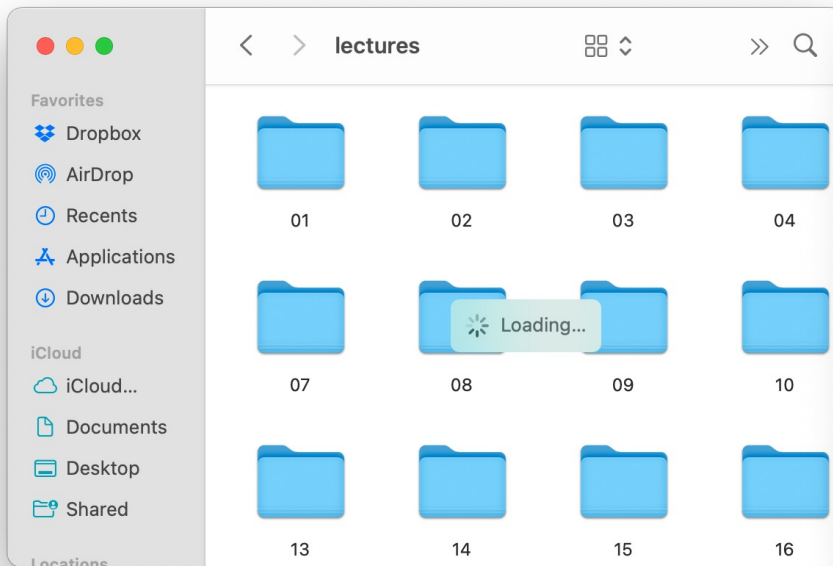 lectures
Favorites
Dropbox
AirDrop
Recents
Applications
Downloads
iCloud
iCloud...
Documents
Desktop
Shared
Locations
01 02 03 04
Loading...
07 08 09 10
13 14 15 16